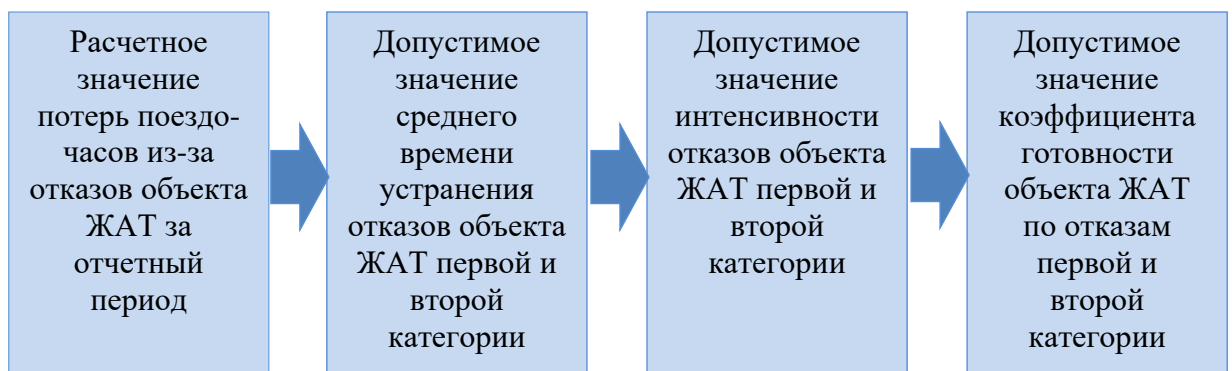 Расчетное
значение
потерь поездо-
часов из-за
отказов объекта
ЖАТ за
отчетный
период
Допустимое
значение
среднего
времени
устранения
отказов объекта
ЖАТ первой и
второй
категории
Допустимое
значение
интенсивности
отказов объекта
ЖАТ первой и
второй
категории
Допустимое
значение
коэффициента
готовности
объекта ЖАТ
по отказам
первой и
второй
категории